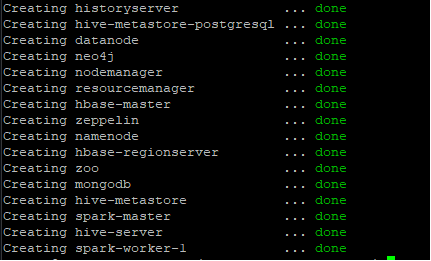 Creating historyserver ... done
Creating hive-metastore-postgresql ... done
Creating datanode ... done
Creating neo4j ... done
Creating nodemanager ... done
Creating resourcemanager ... done
Creating hbase-master ... done
Creating zeppelin ... done
Creating namenode ... done
Creating hbase-regionserver ... done
Creating zoo ... done
Creating mongodb ... done
Creating hive-metastore ... done
Creating spark-master ... done
Creating hive-server ... done
Creating spark-worker-1 ... done